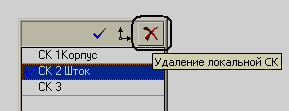 СК 1Корпус
Удаление локальной СК
СК 2 Шток
СК 3